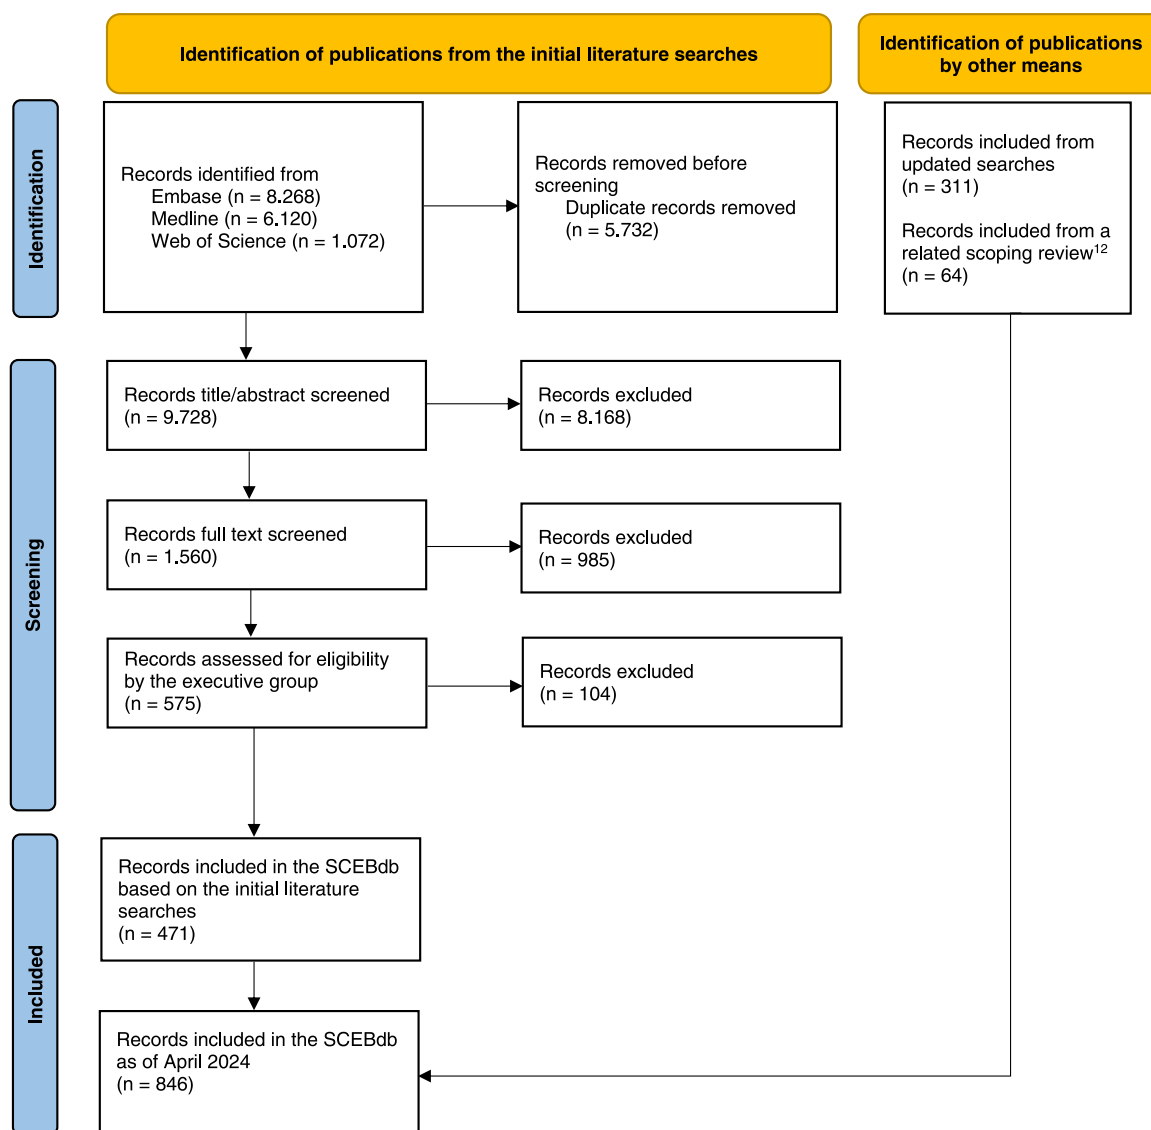 Identification of publications from the initial literature searches
Identification of publications
by other means
Identification
Records identified from
Embase (n = 8.268)
Medline (n = 6.120)
Web of Science (n = 1.072)
Records removed before
screening
Duplicate records removed
(n = 5.732)
Records included from
updated searches
(n = 311)
Records included from a
related scoping review¹²
(n = 64)
Screening
Records title/abstract screened
(n = 9.728)
Records excluded
(n = 8.168)
Records full text screened
(n = 1.560)
Records excluded
(n = 985)
Records assessed for eligibility
by the executive group
(n = 575)
Records excluded
(n = 104)
Included
Records included in the SCEBdb
based on the initial literature
searches
(n = 471)
Records included in the SCEBdb
as of April 2024
(n = 846)